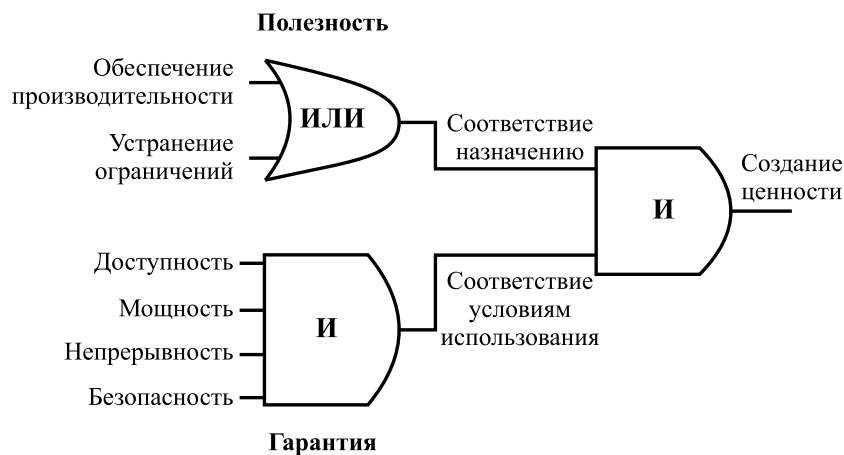 Полезность
Обеспечение
производительности
ИЛИ
Устранение
ограничений
Соответствие
назначению
И
Создание
ценности
Доступность
Мощность
Непрерывность
Безопасность
И
Соответствие
условиям
использования
Гарантия